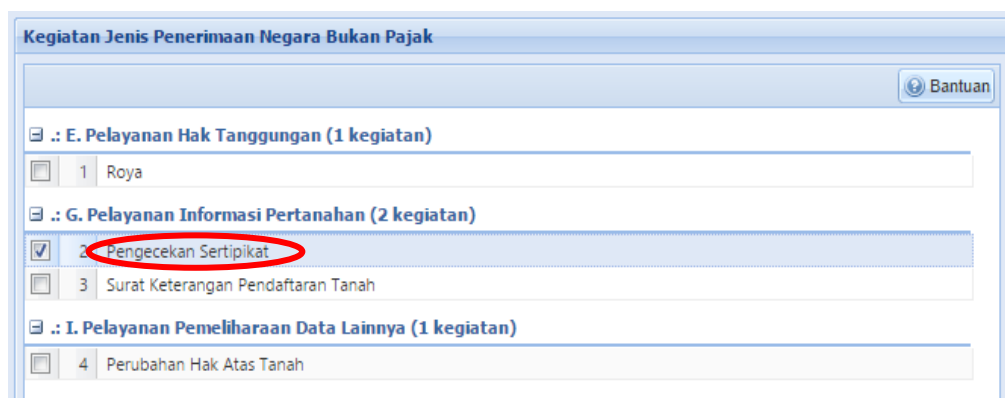 Kegiatan Jenis Penerimaan Negara Bukan Pajak
Bantuan
.: E. Pelayanan Hak Tanggungan (1 kegiatan)
1 Roya
.: G. Pelayanan Informasi Pertanahan (2 kegiatan)
2 Pengecekan Sertipikat
3 Surat Keterangan Pendaftaran Tanah
.: I. Pelayanan Pemeliharaan Data Lainnya (1 kegiatan)
4 Perubahan Hak Atas Tanah